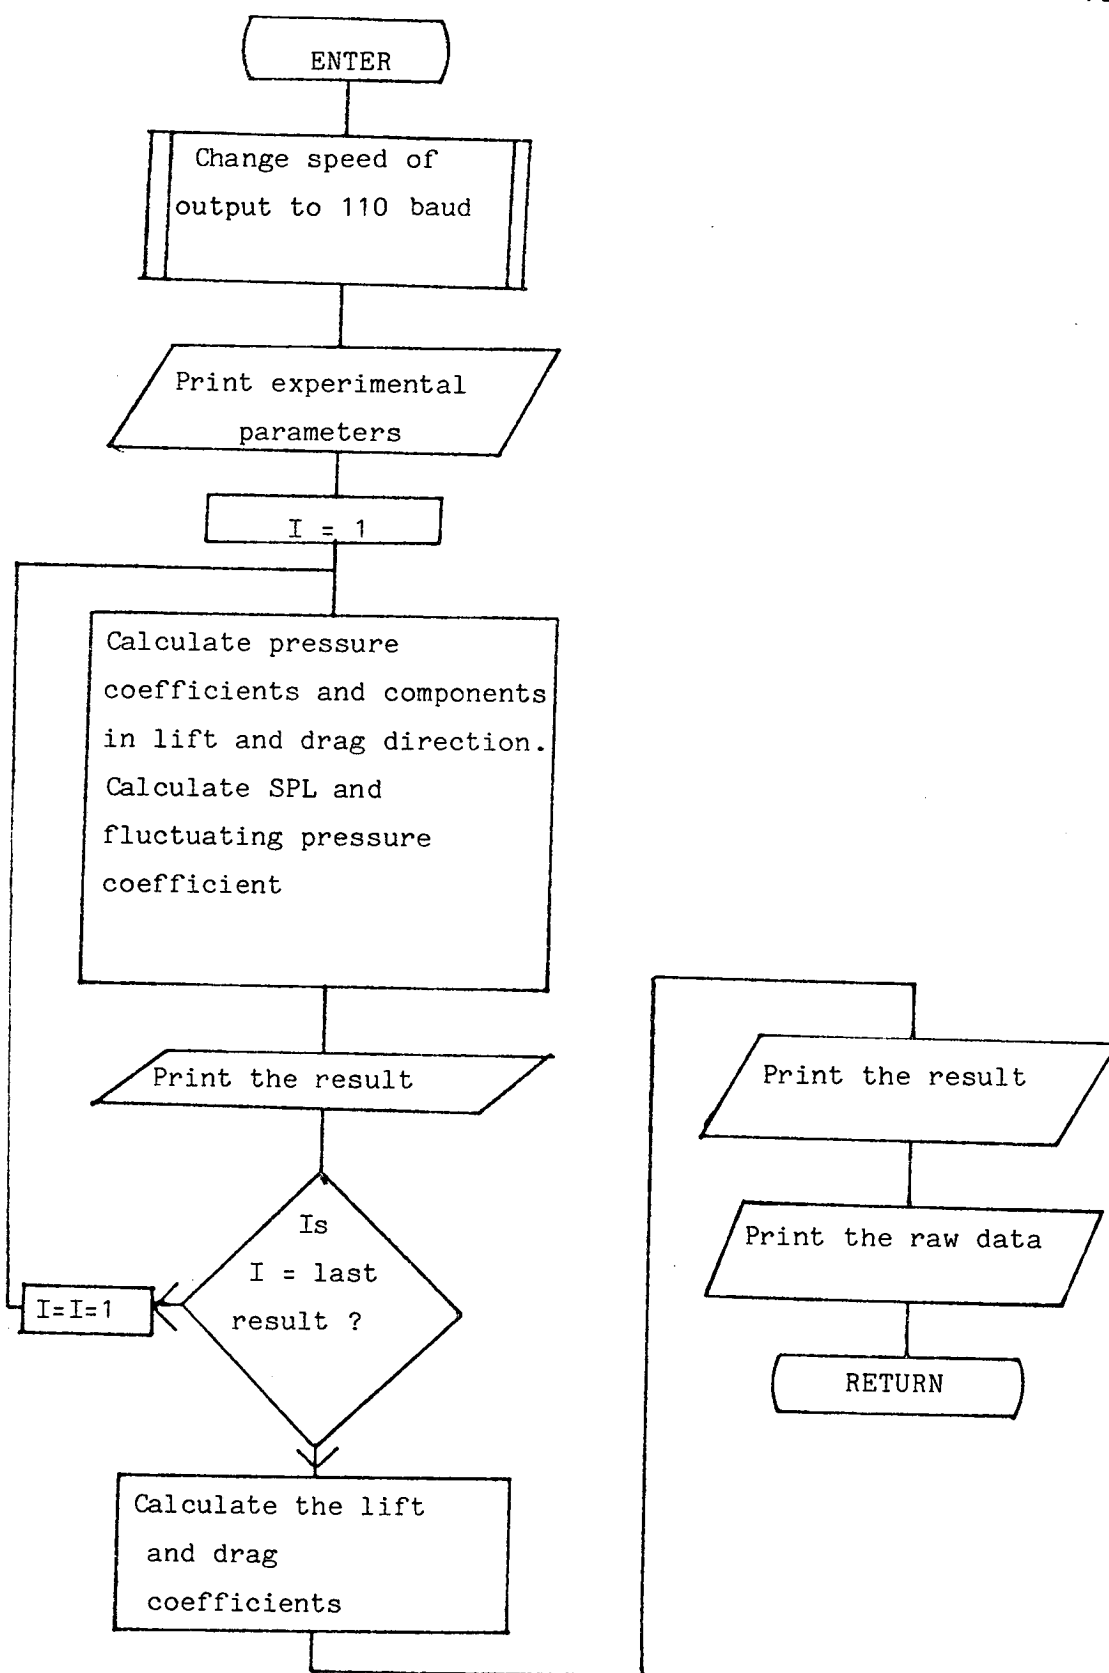 ENTER
Change speed of
output to 110 baud
Print experimental
parameters
I = 1
Calculate pressure
coefficients and components
in lift and drag direction.
Calculate SPL and
fluctuating pressure
coefficient
Print the result
Is
I = last
result ?
I=I=1
Calculate the lift
and drag
coefficients
Print the result
Print the raw data
RETURN